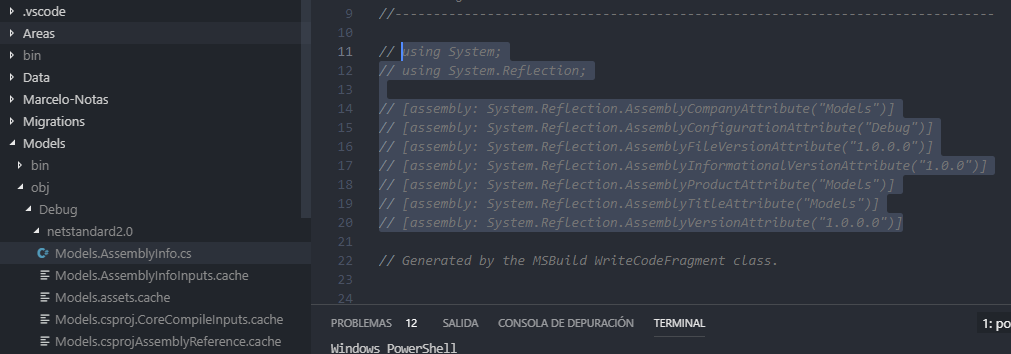 .vscode
Areas
bin
Data
Marcelo-Notas
Migrations
Models
bin
obj
Debug
netstandard2.0
Models.AssemblyInfo.cs
Models.AssemblyInfoInputs.cache
Models.assets.cache
Models.csproj.CoreCompileInputs.cache
Models.csprojAssemblyReference.cache
9 //------------------------------------------------------------------------------
10
11 // using System;
12 // using System.Reflection;
13
14 // [assembly: System.Reflection.AssemblyCompanyAttribute("Models")]
15 // [assembly: System.Reflection.AssemblyConfigurationAttribute("Debug")]
16 // [assembly: System.Reflection.AssemblyFileVersionAttribute("1.0.0.0")]
17 // [assembly: System.Reflection.AssemblyInformationalVersionAttribute("1.0.0")]
18 // [assembly: System.Reflection.AssemblyProductAttribute("Models")]
19 // [assembly: System.Reflection.AssemblyTitleAttribute("Models")]
20 // [assembly: System.Reflection.AssemblyVersionAttribute("1.0.0.0")]
21
22 // Generated by the MSBuild WriteCodeFragment class.
23
24
PROBLEMAS 12 SALIDA CONSOLA DE DEPURACIÓN TERMINAL 1: po
Windows PowerShell